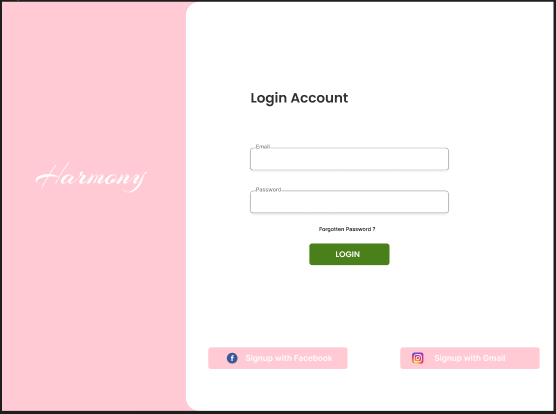 Login Account
Email
Harmony
Password
Forgotten Password ?
LOGIN
Signup with Facebook
Signup with Gmail